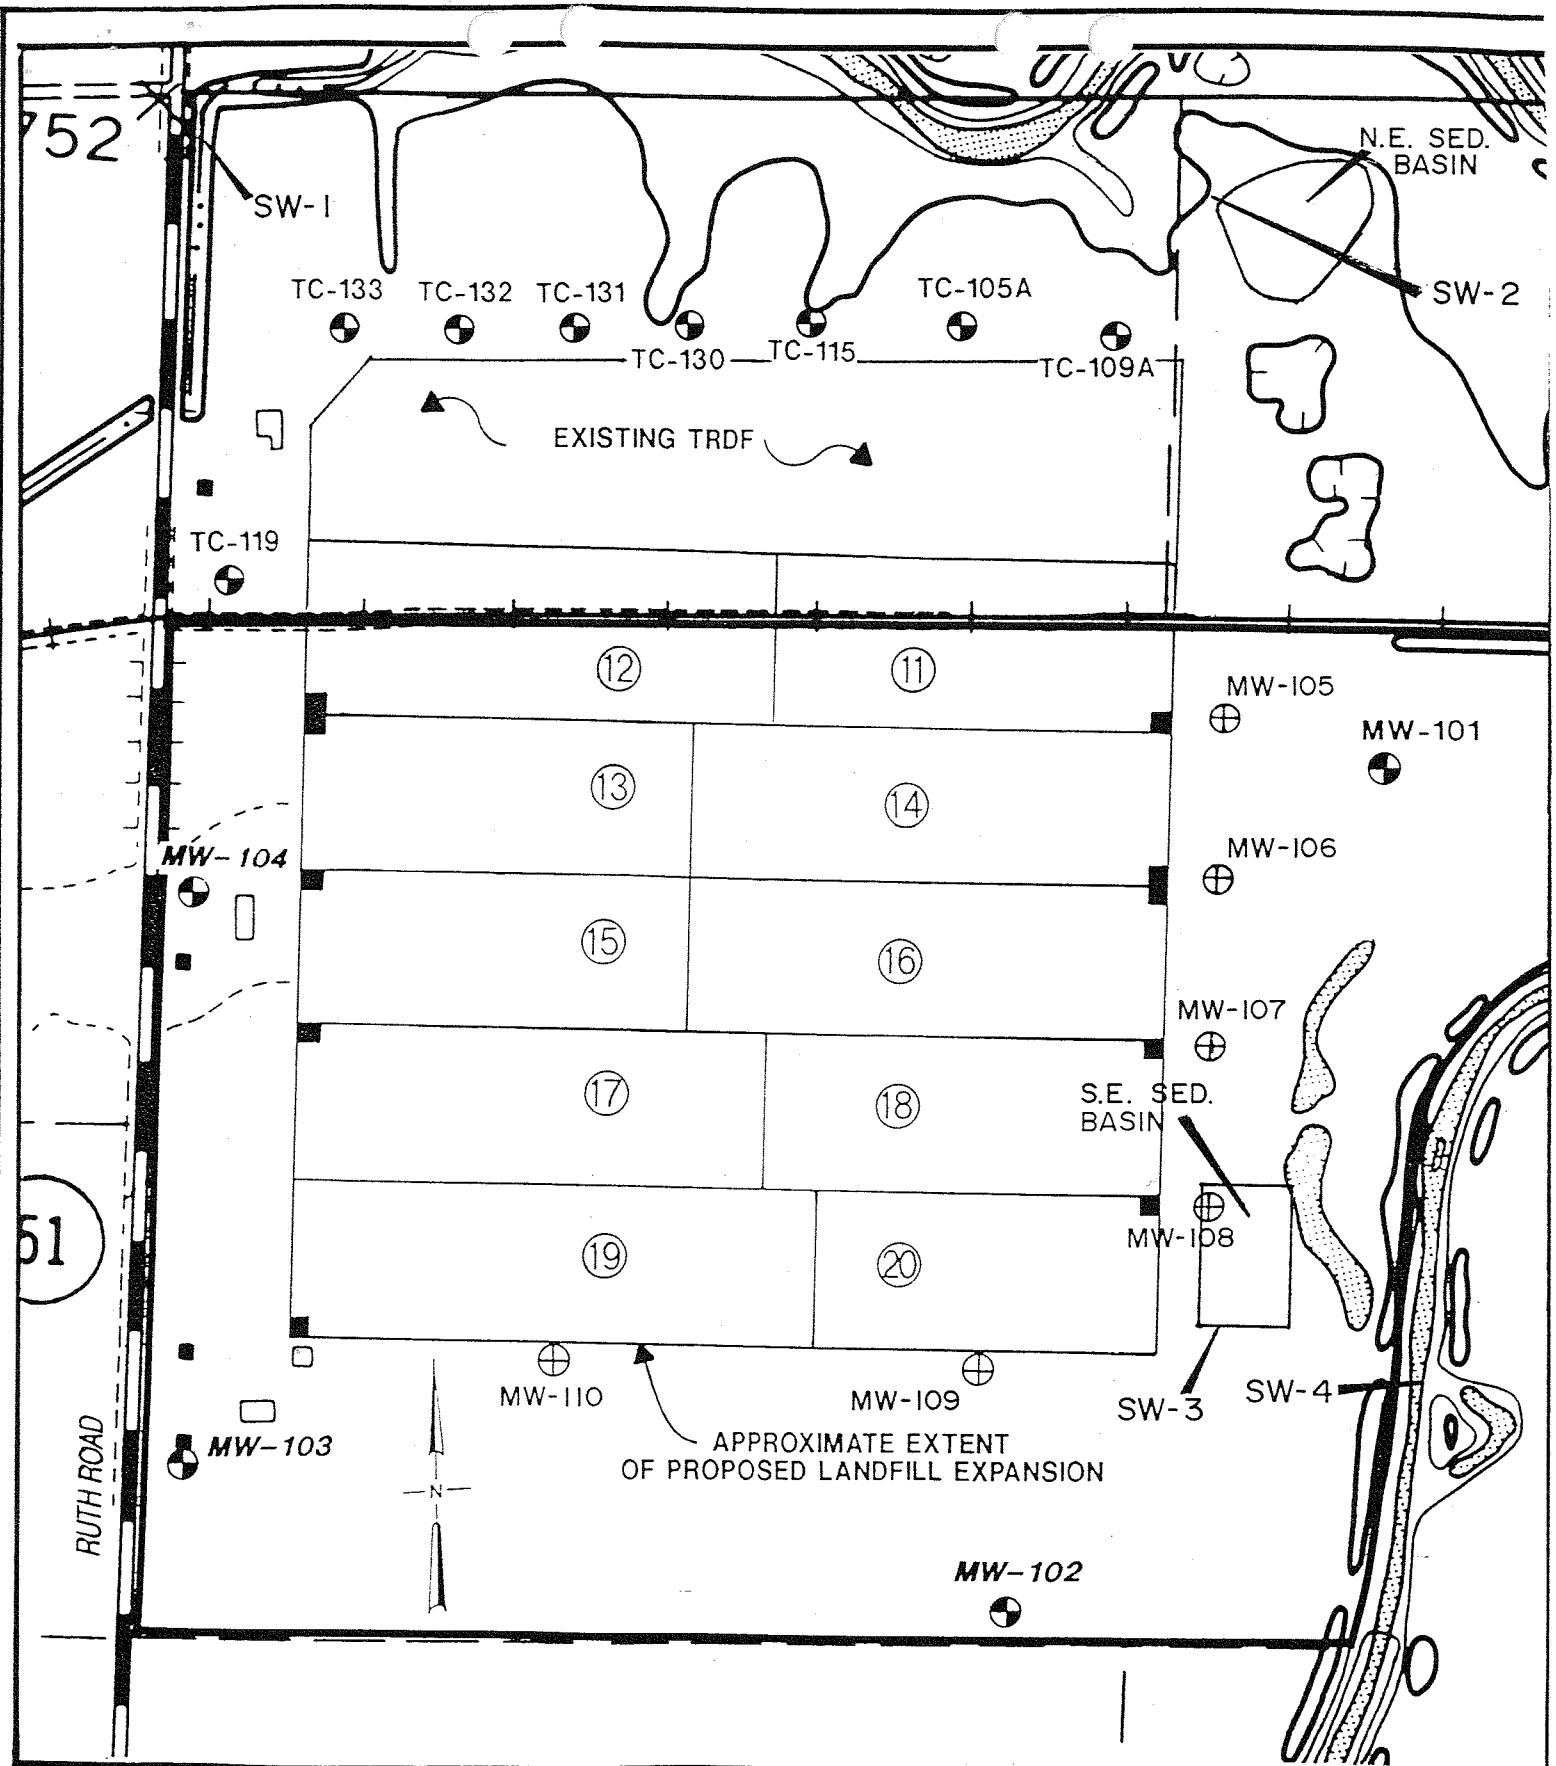 752
SW-1
N.E. SED.
BASIN
SW-2
TC-133
TC-132
TC-131
TC-105A
TC-130
TC-115
TC-109A
EXISTING TRDF
TC-119
12
11
MW-105
MW-101
13
14
MW-104
MW-106
15
16
MW-107
17
18
S.E. SED.
BASIN
61
19
20
MW-108
MW-110
MW-109
SW-3
SW-4
MW-103
APPROXIMATE EXTENT
OF PROPOSED LANDFILL EXPANSION
RUTH ROAD
N
MW-102